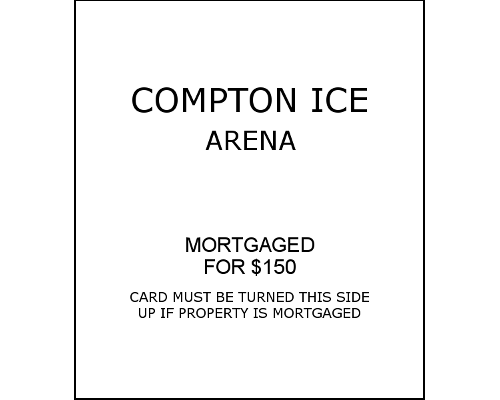 COMPTON ICE
ARENA
MORTGAGED
FOR $150
CARD MUST BE TURNED THIS SIDE
UP IF PROPERTY IS MORTGAGED